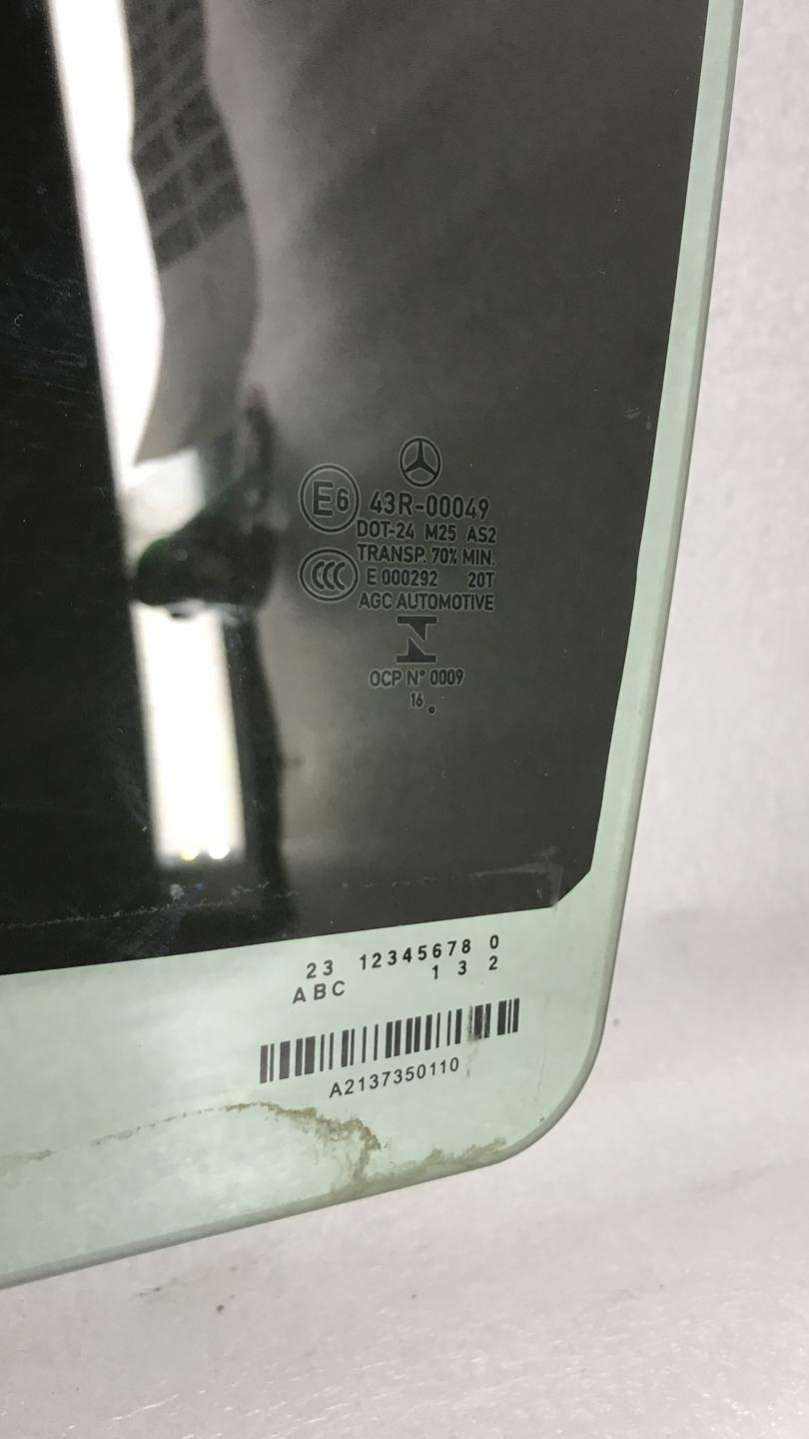 E6 43R-00049
DOT-24 M25 AS2
TRANSP. 70% MIN.
CCC E 000292 20T
AGC AUTOMOTIVE
N
OCP N° 0009
16.
23 12345678 0
ABC 1 3 2
A2137350110